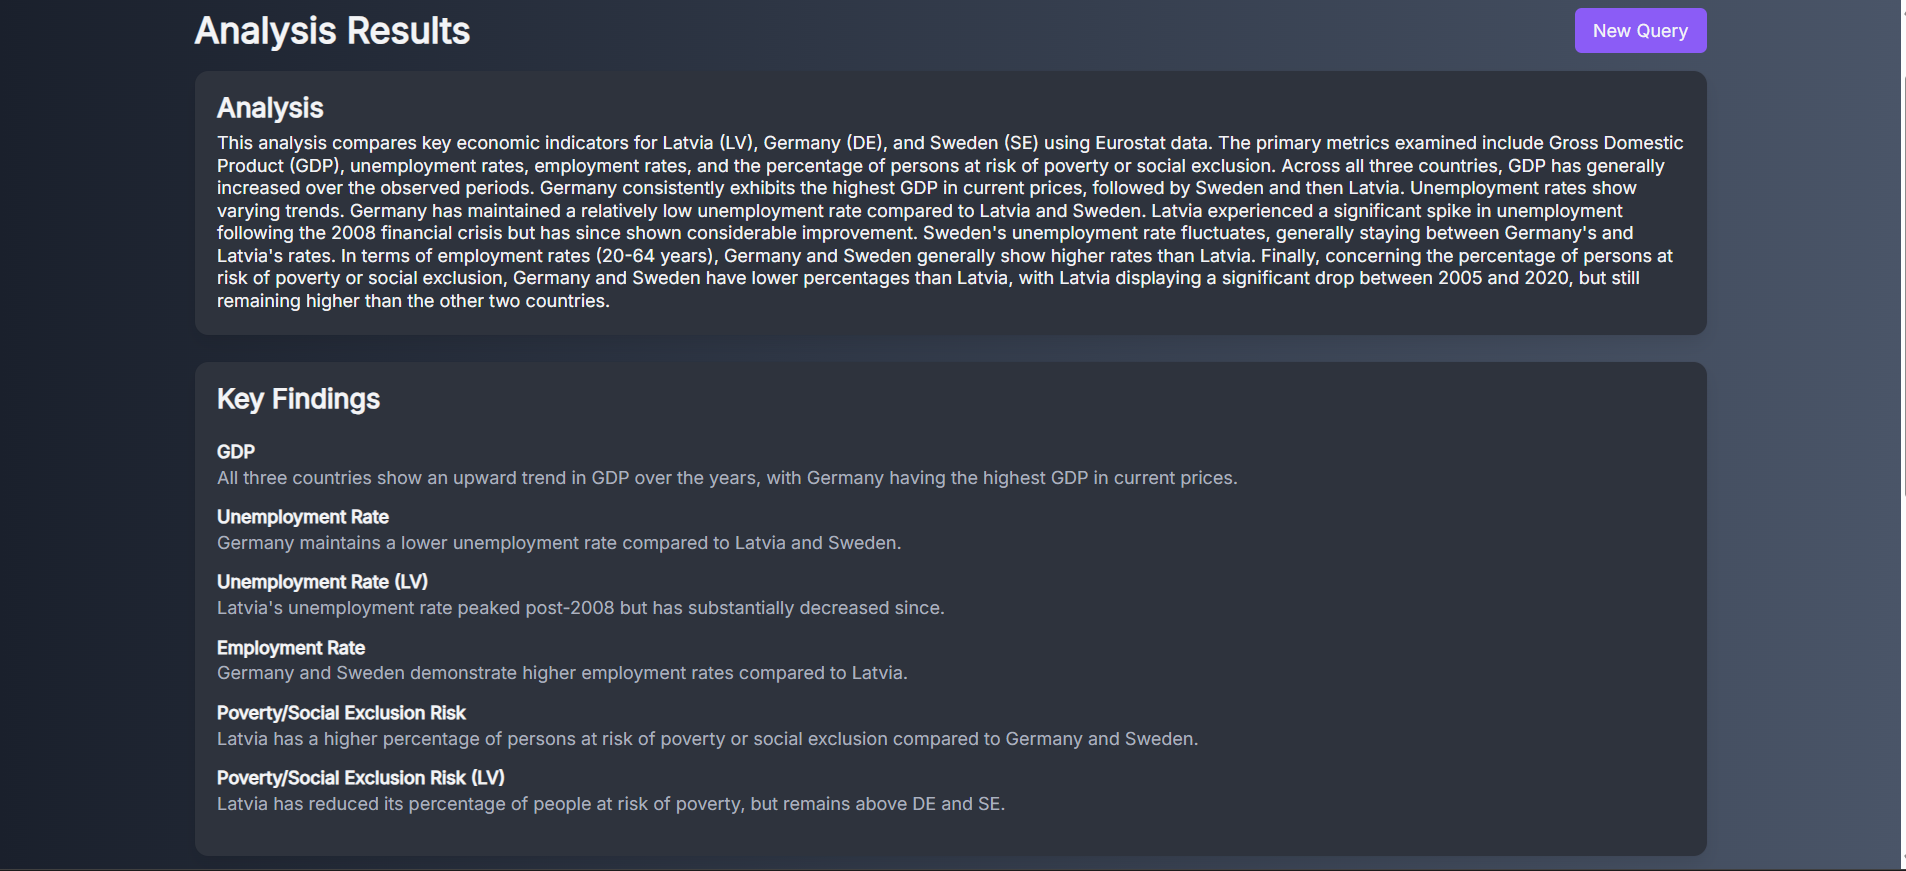 Analysis Results
New Query
Analysis
This analysis compares key economic indicators for Latvia (LV), Germany (DE), and Sweden (SE) using Eurostat data. The primary metrics examined include Gross Domestic
Product (GDP), unemployment rates, employment rates, and the percentage of persons at risk of poverty or social exclusion. Across all three countries, GDP has generally
increased over the observed periods. Germany consistently exhibits the highest GDP in current prices, followed by Sweden and then Latvia. Unemployment rates show
varying trends. Germany has maintained a relatively low unemployment rate compared to Latvia and Sweden. Latvia experienced a significant spike in unemployment
following the 2008 financial crisis but has since shown considerable improvement. Sweden's unemployment rate fluctuates, generally staying between Germany's and
Latvia's rates. In terms of employment rates (20-64 years), Germany and Sweden generally show higher rates than Latvia. Finally, concerning the percentage of persons at
risk of poverty or social exclusion, Germany and Sweden have lower percentages than Latvia, with Latvia displaying a significant drop between 2005 and 2020, but still
remaining higher than the other two countries.
Key Findings
GDP
All three countries show an upward trend in GDP over the years, with Germany having the highest GDP in current prices.
Unemployment Rate
Germany maintains a lower unemployment rate compared to Latvia and Sweden.
Unemployment Rate (LV)
Latvia's unemployment rate peaked post-2008 but has substantially decreased since.
Employment Rate
Germany and Sweden demonstrate higher employment rates compared to Latvia.
Poverty/Social Exclusion Risk
Latvia has a higher percentage of persons at risk of poverty or social exclusion compared to Germany and Sweden.
Poverty/Social Exclusion Risk (LV)
Latvia has reduced its percentage of people at risk of poverty, but remains above DE and SE.